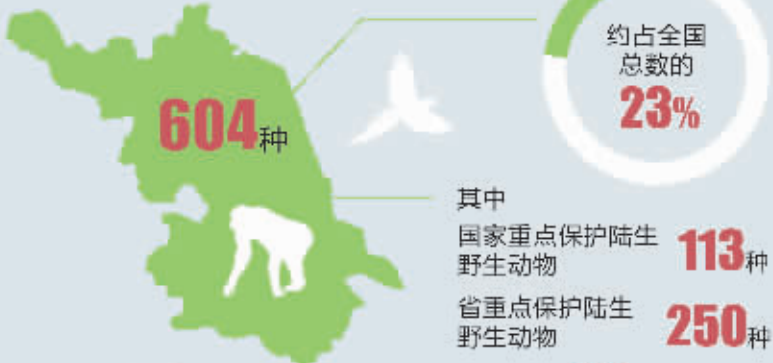 约占全国
总数的
23%
604种
其中
国家重点保护陆生
野生动物
113种
省重点保护陆生
野生动物
250种